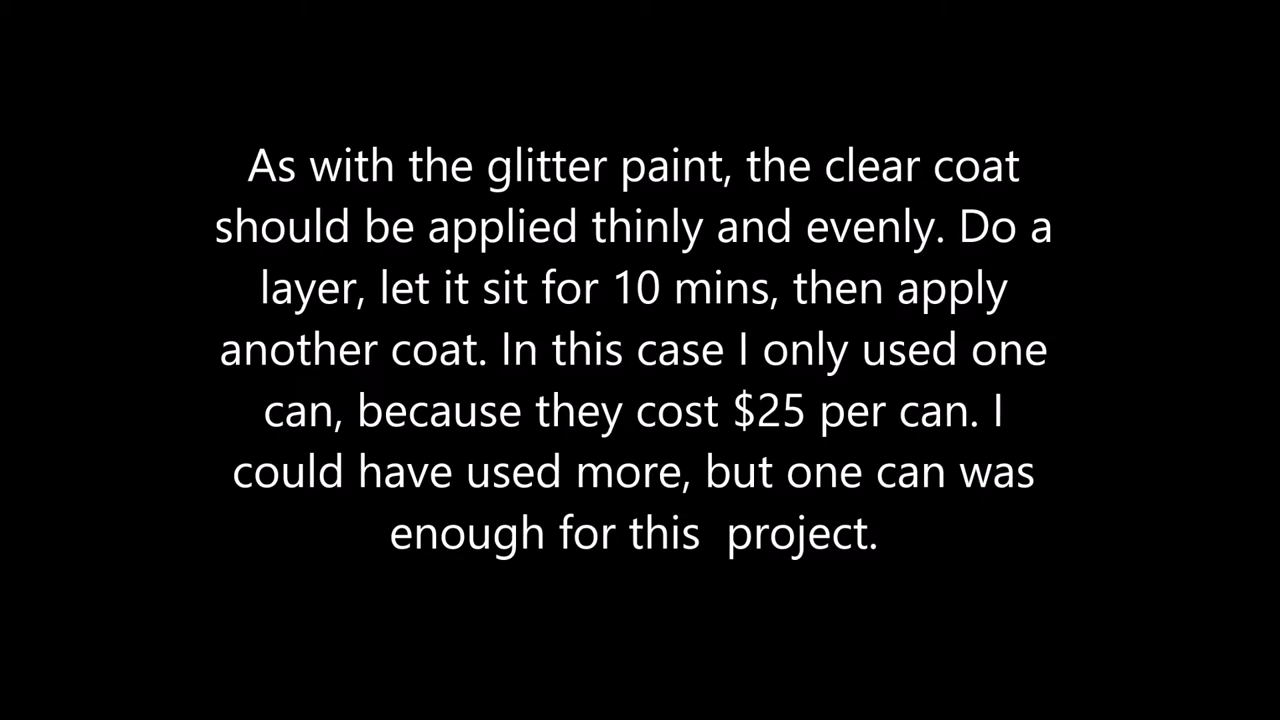 As with the glitter paint, the clear coat
should be applied thinly and evenly. Do a
layer, let it sit for 10 mins, then apply
another coat. In this case I only used one
can, because they cost $25 per can. I
could have used more, but one can was
enough for this  project.